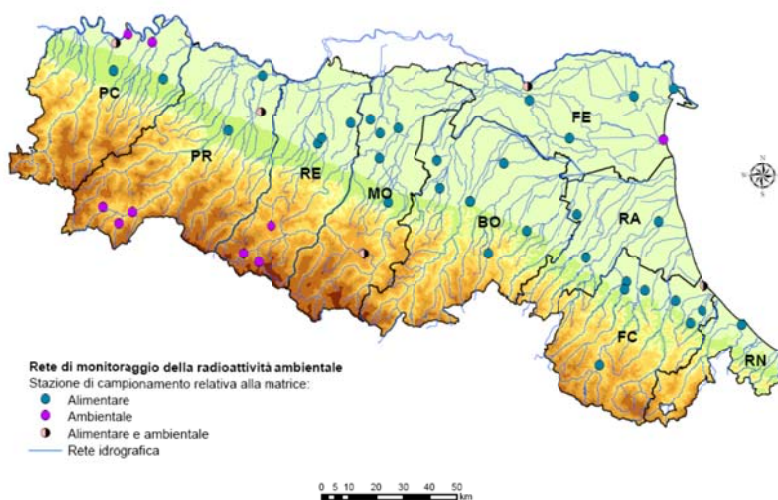 PC
PR
RE
MO
BO
FE
RA
FC
RN
N
S
Rete di monitoraggio della radioattività ambientale
Stazione di campionamento relativa alla matrice:
Alimentare
Ambientale
Alimentare e ambientale
Rete idrografica
0 5 10 20 30 40 50
km